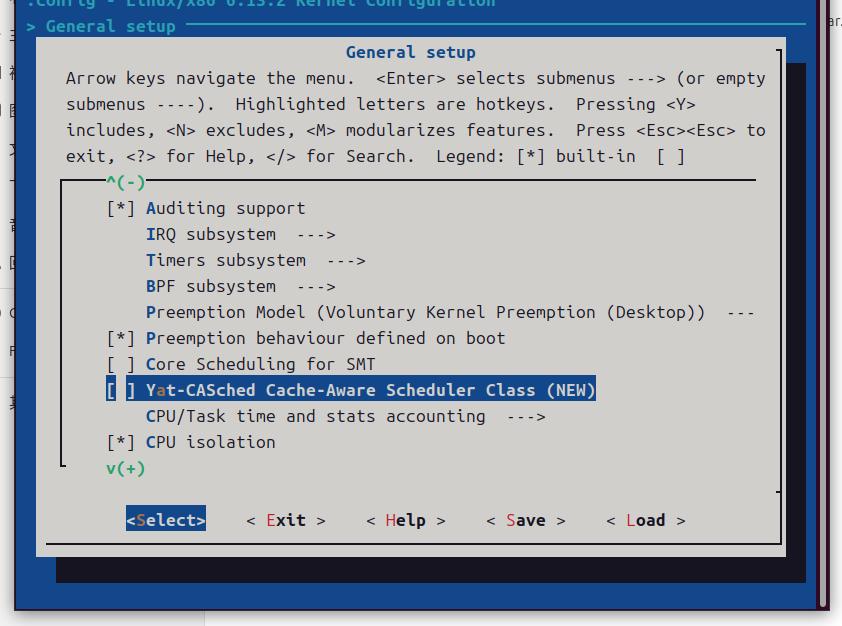 .config - Linux/x86 6.13.2 Kernel Configuration
> General setup
General setup
Arrow keys navigate the menu.  <Enter> selects submenus ---> (or empty
submenus ----).  Highlighted letters are hotkeys.  Pressing <Y>
includes, <N> excludes, <M> modularizes features.  Press <Esc><Esc> to
exit, <?> for Help, </> for Search.  Legend: [*] built-in  [ ]
^(-)
[*] Auditing support
IRQ subsystem  --->
Timers subsystem  --->
BPF subsystem  --->
Preemption Model (Voluntary Kernel Preemption (Desktop))  ---
[*] Preemption behaviour defined on boot
[ ] Core Scheduling for SMT
[ ] Yat-CASched Cache-Aware Scheduler Class (NEW)
CPU/Task time and stats accounting  --->
[*] CPU isolation
v(+)
<Select>    < Exit >    < Help >    < Save >    < Load >